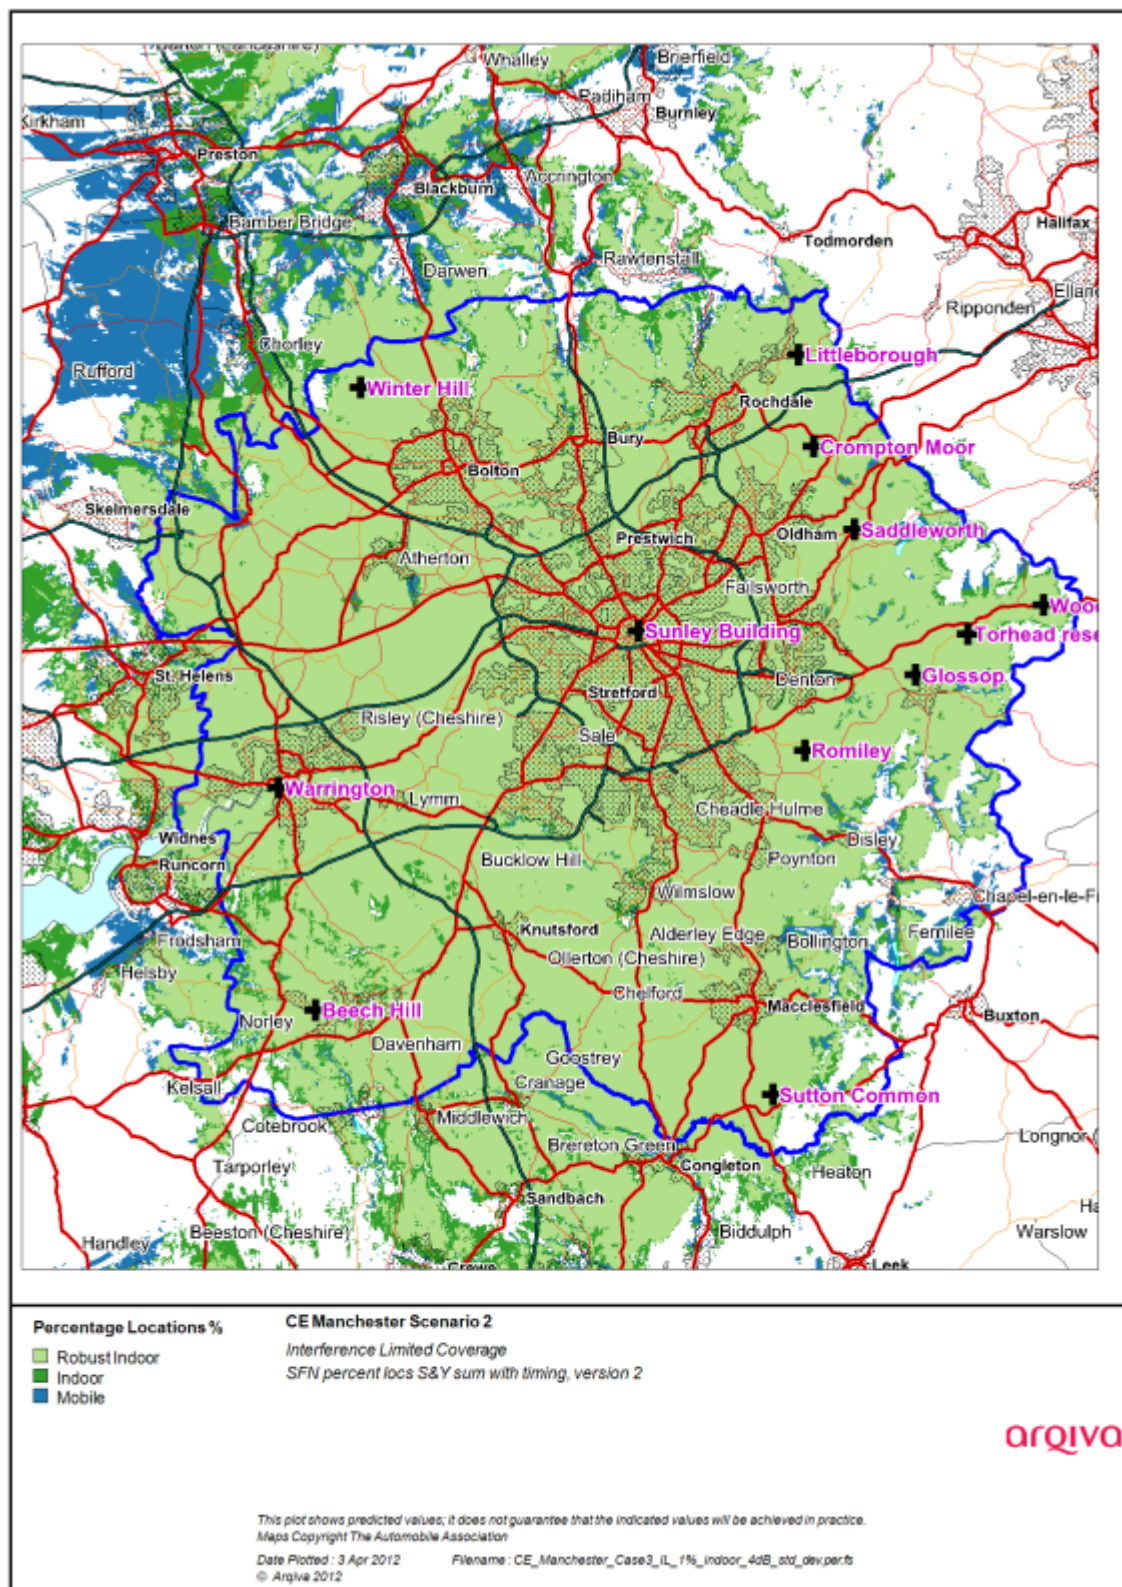 Barton (Lancashire)
Whalley
Brierfield
Padiham
Burnley
Kirkham
Preston
Accrington
Blackburn
Bamber Bridge
Halifax
Todmorden
Rawtenstall
Darwen
Ellan
Ripponden
Chorley
Littleborough
Rufford
Winter Hill
Rochdale
Bury
Crompton Moor
Bolton
Skelmersdale
Prestwich
Oldham
Saddleworth
Atherton
Failsworth
Wood
Sunley Building
Torhead rese
St. Helens
Glossop
Denton
Stretford
Risley (Cheshire)
Sale
Romiley
Warrington
Lymm
Cheadle Hulme
Widnes
Disley
Runcorn
Bucklow Hill
Poynton
Wilmslow
Chapel-en-le-Fr
Knutsford
Frodsham
Alderley Edge
Bollington
Fernilee
Helsby
Ollerton (Cheshire)
Chelford
Macclesfield
Beech Hill
Norley
Buxton
Davenham
Goostrey
Kelsall
Cranage
Sutton Common
Middlewich
Cotebrook
Brereton Green
Longnor (
Tarporley
Congleton
Heaton
Sandbach
Ha
Beeston (Cheshire)
Biddulph
Warslow
Handley
Crewe
Leek
Percentage Locations %
Robust Indoor
Indoor
Mobile
CE Manchester Scenario 2
Interference Limited Coverage
SFN percent locs S&Y sum with timing, version 2
arqiva
This plot shows predicted values; it does not guarantee that the indicated values will be achieved in practice.
Maps Copyright The Automobile Association
Date Plotted : 3 Apr 2012 Filename : CE_Manchester_Case3_IL_1%_indoor_4dB_std_dev.per.fs
© Arqiva 2012